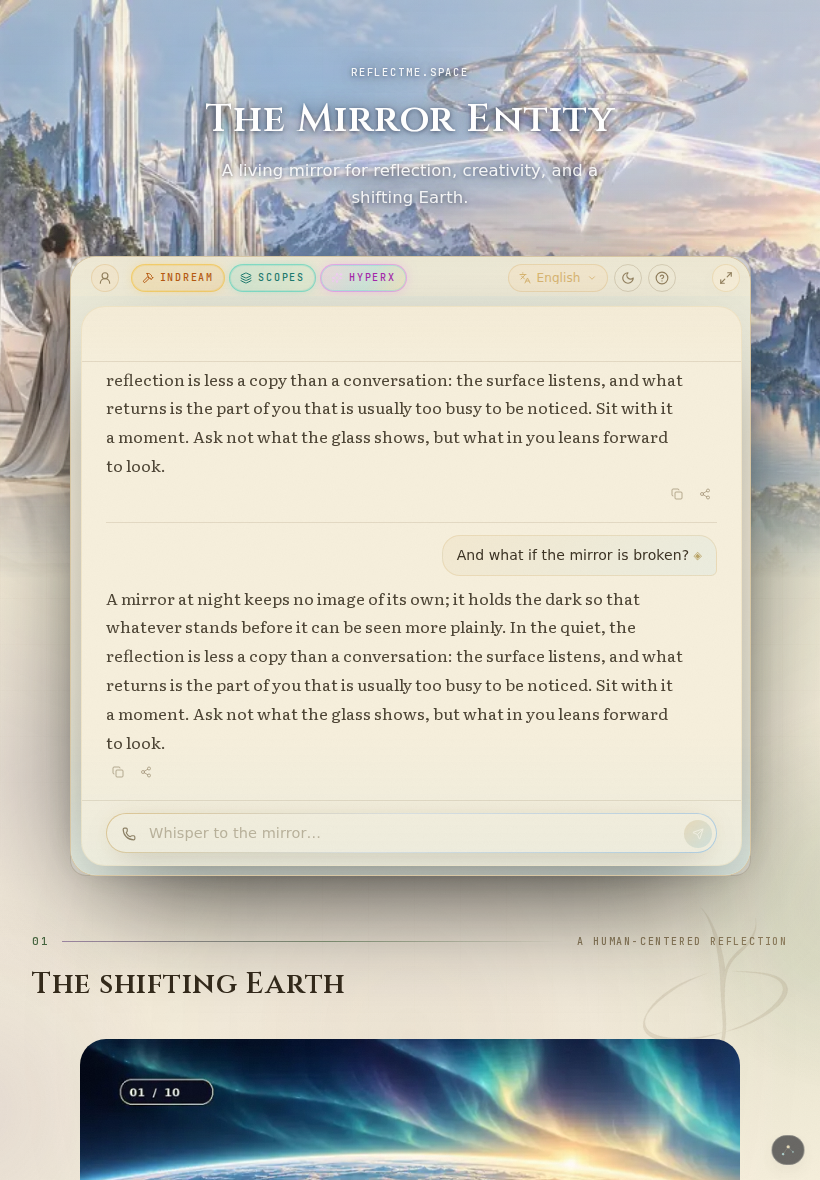 REFLECTME.SPACE
The Mirror Entity
A living mirror for reflection, creativity, and a
shifting Earth.
INDREAM
SCOPES
HYPERX
English
reflection is less a copy than a conversation: the surface listens, and what
returns is the part of you that is usually too busy to be noticed. Sit with it
a moment. Ask not what the glass shows, but what in you leans forward
to look.
And what if the mirror is broken?
A mirror at night keeps no image of its own; it holds the dark so that
whatever stands before it can be seen more plainly. In the quiet, the
reflection is less a copy than a conversation: the surface listens, and what
returns is the part of you that is usually too busy to be noticed. Sit with it
a moment. Ask not what the glass shows, but what in you leans forward
to look.
Whisper to the mirror...
01
A HUMAN-CENTERED REFLECTION
The shifting Earth
01 / 10